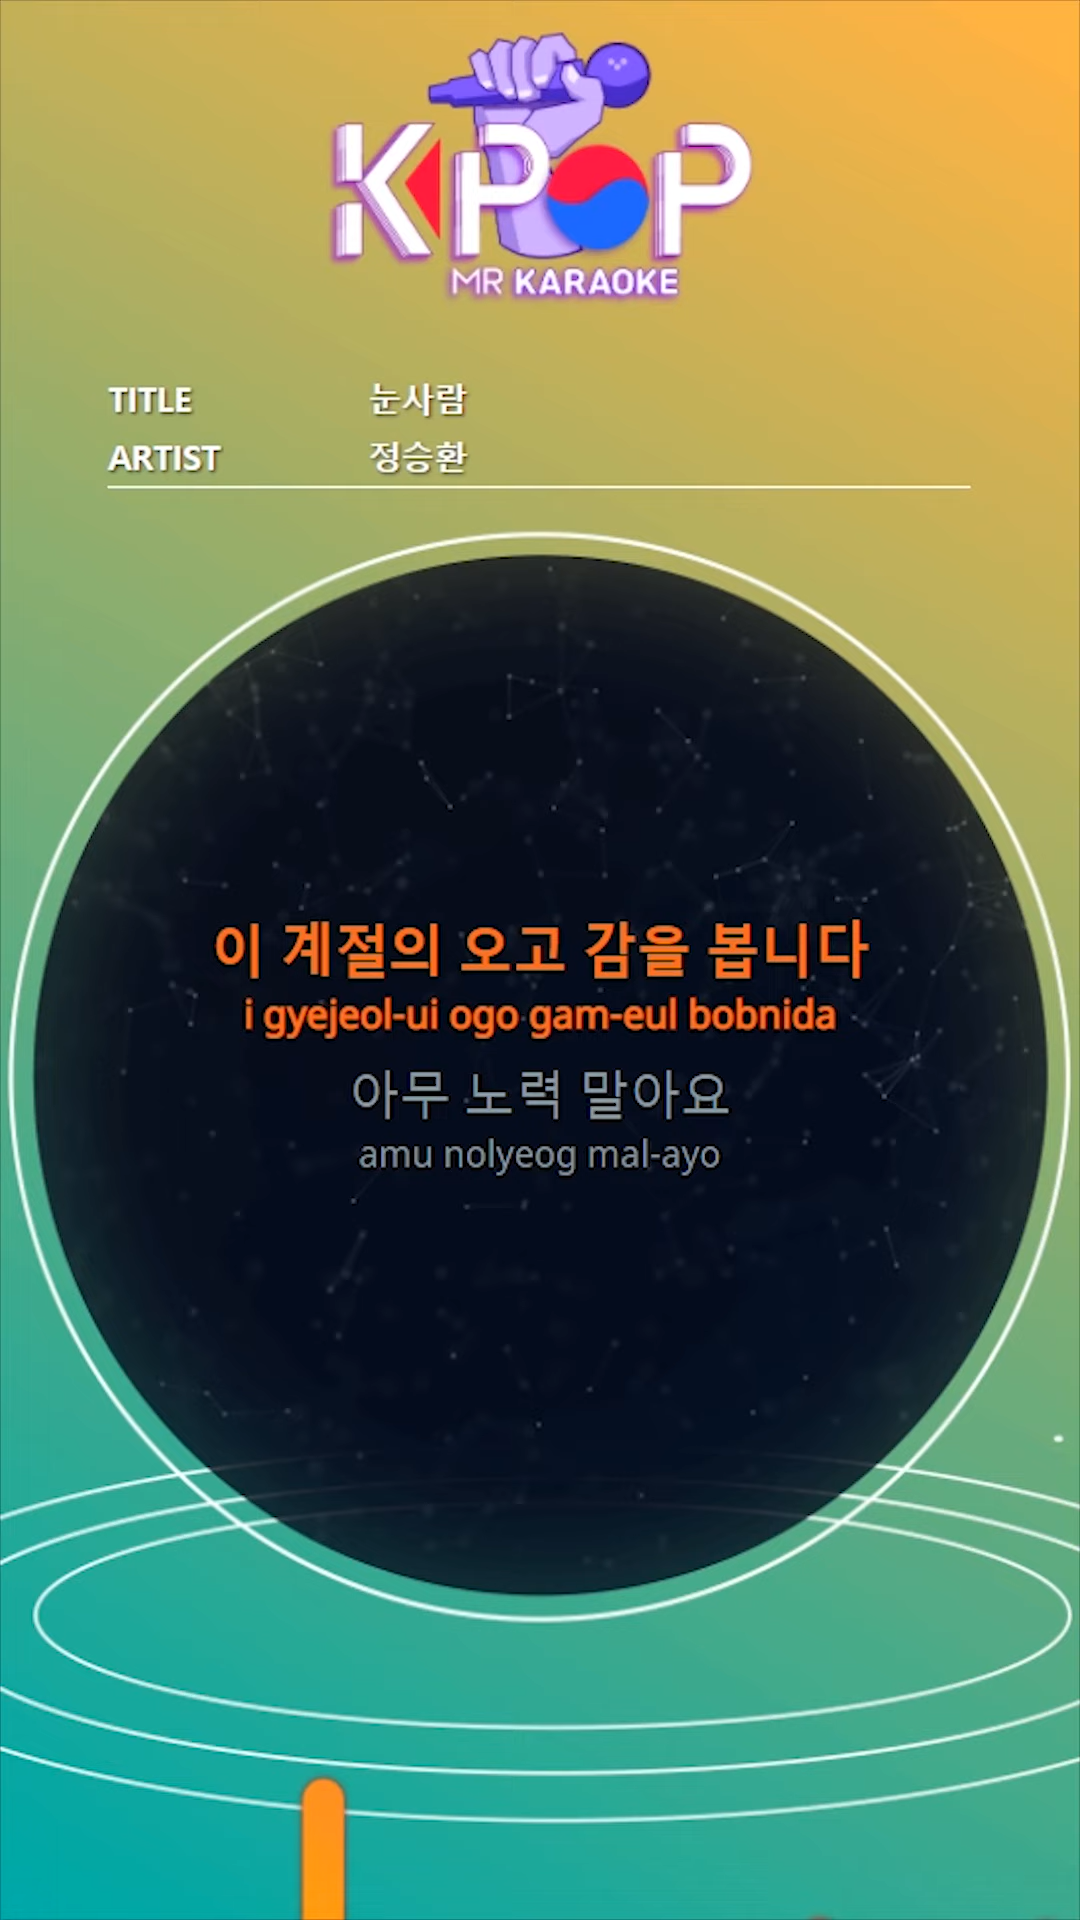 KPOP
MR KARAOKE
TITLE 눈사람
ARTIST 정승환
이 계절의 오고 감을 봅니다
i gyejeol-ui ogo gam-eul bobnida
아무 노력 말아요
amu nolyeog mal-ayo